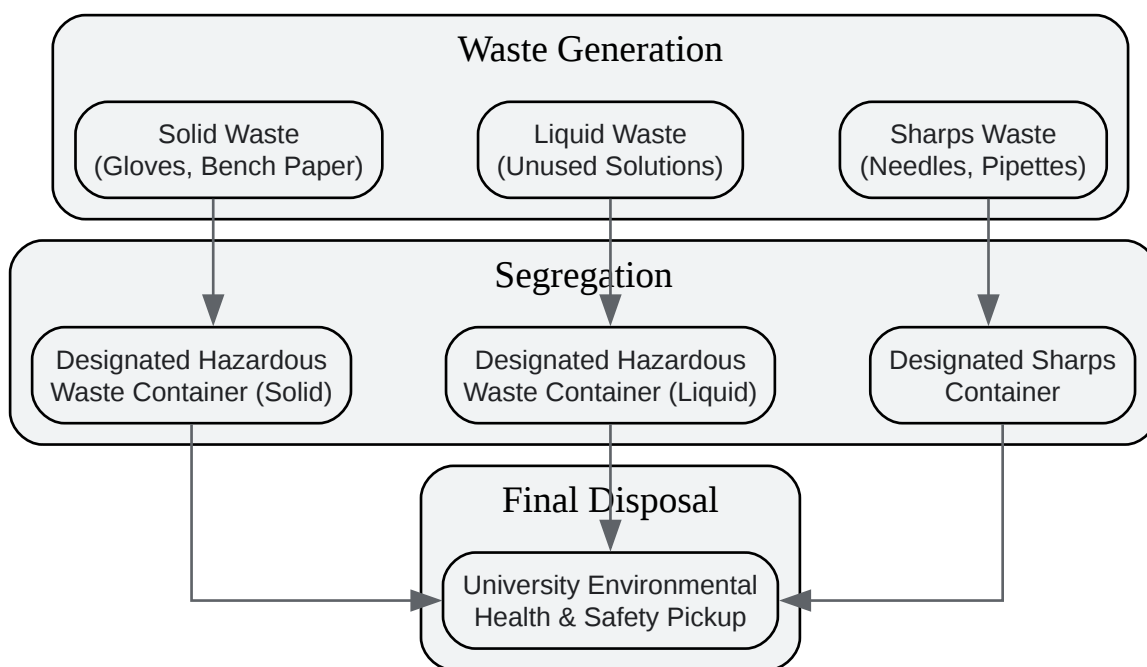 Waste Generation
Solid Waste
(Gloves, Bench Paper)
Liquid Waste
(Unused Solutions)
Sharps Waste
(Needles, Pipettes)
Segregation
Designated Hazardous
Waste Container (Solid)
Designated Hazardous
Waste Container (Liquid)
Designated Sharps
Container
Final Disposal
University Environmental
Health & Safety Pickup